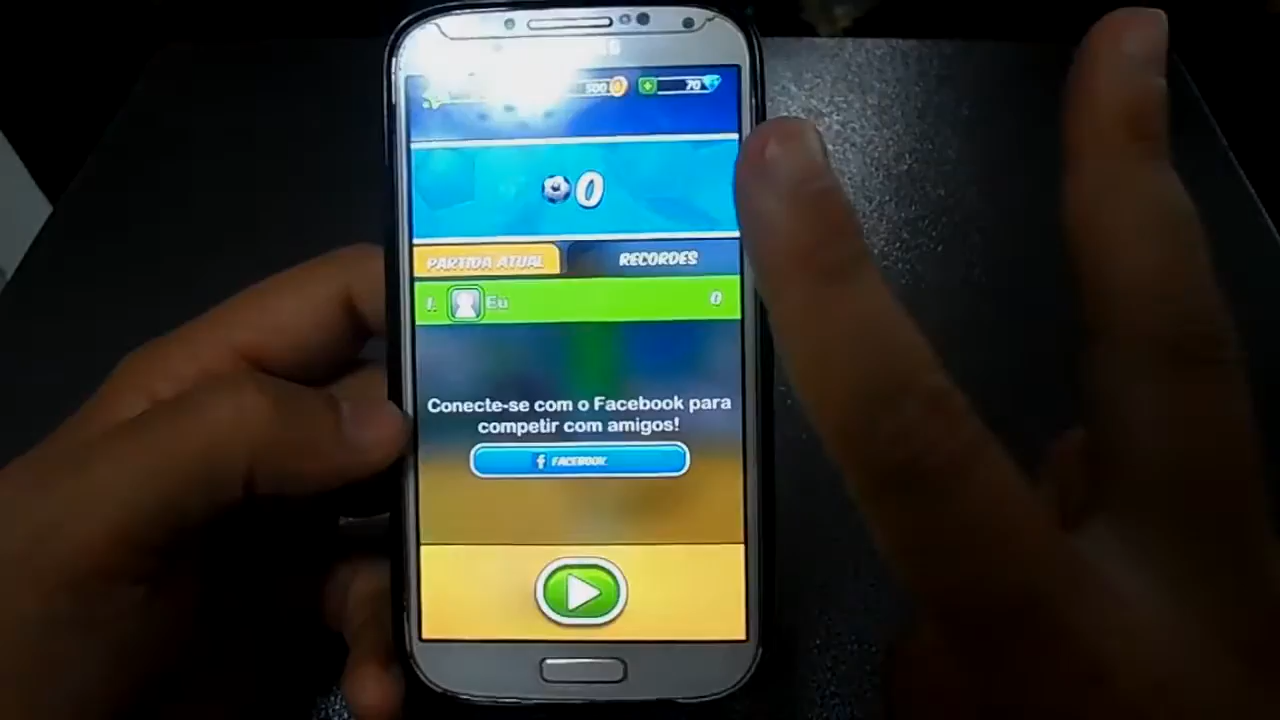 500
70
0
PARTIDA ATUAL
RECORDES
1. Eu 0
Conecte-se com o Facebook para
competir com amigos!
f FACEBOOK